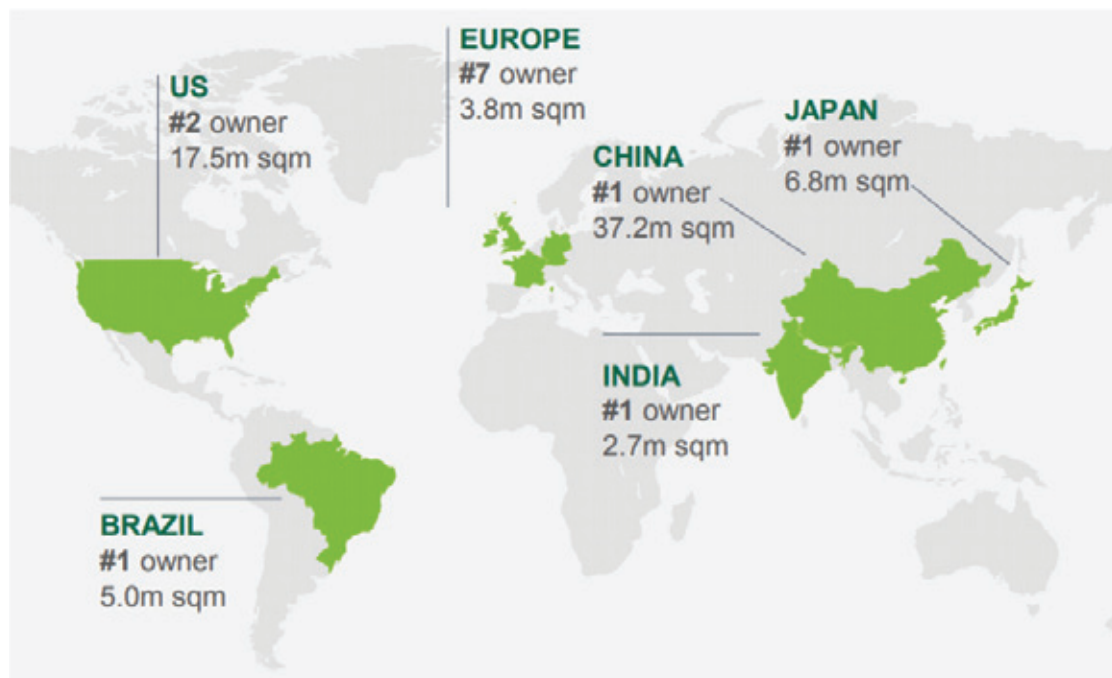 EUROPE
#7 owner
3.8m sqm
US
#2 owner
17.5m sqm
JAPAN
#1 owner
6.8m sqm
CHINA
#1 owner
37.2m sqm
INDIA
#1 owner
2.7m sqm
BRAZIL
#1 owner
5.0m sqm